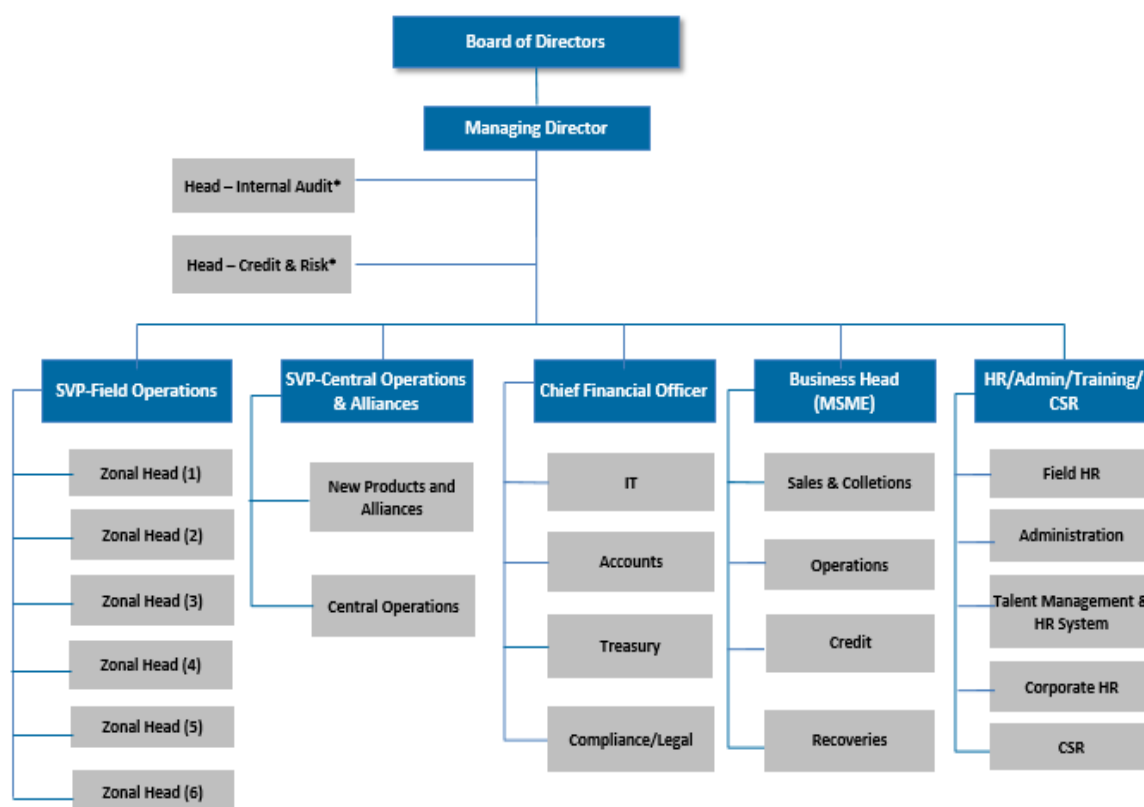 Board of Directors
Managing Director
Head – Internal Audit*
Head – Credit & Risk*
SVP-Field Operations
Zonal Head (1)
Zonal Head (2)
Zonal Head (3)
Zonal Head (4)
Zonal Head (5)
Zonal Head (6)
SVP-Central Operations
& Alliances
New Products and
Alliances
Central Operations
Chief Financial Officer
IT
Accounts
Treasury
Compliance/Legal
Business Head
(MSME)
Sales & Colletions
Operations
Credit
Recoveries
HR/Admin/Training/
CSR
Field HR
Administration
Talent Management &
HR System
Corporate HR
CSR